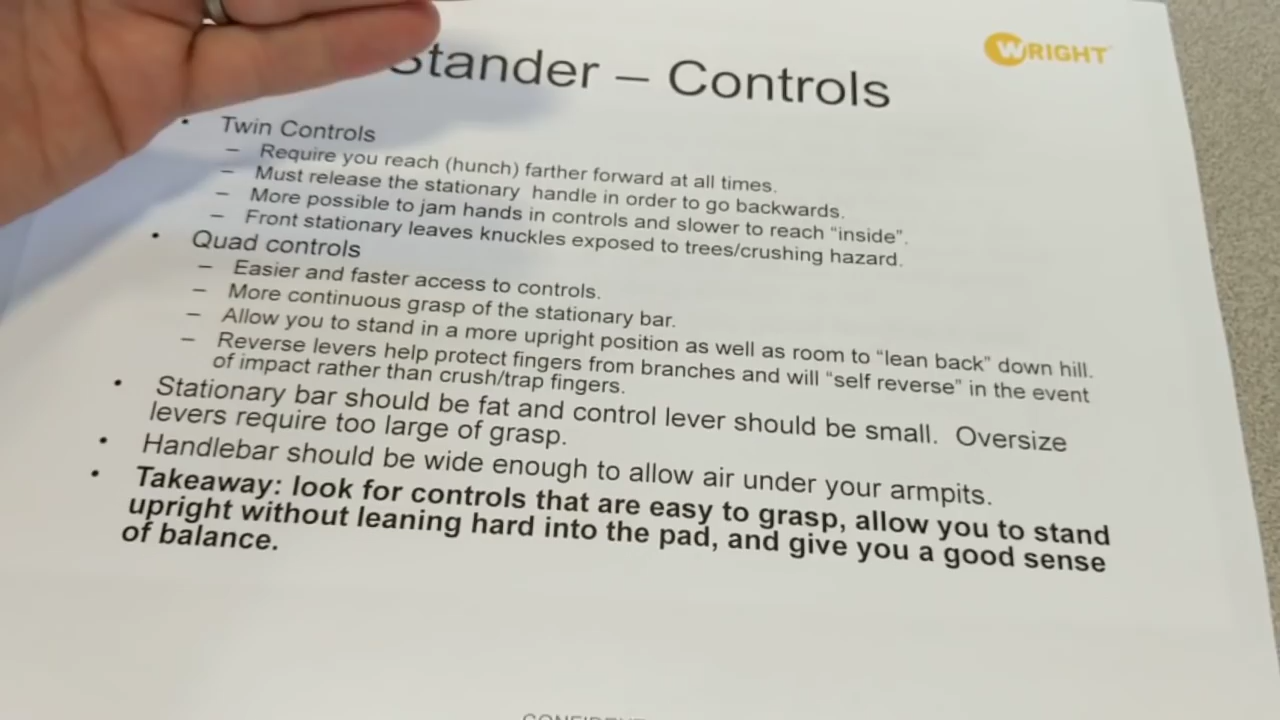 WRIGHT
Stander – Controls
• Twin Controls
– Require you reach (hunch) farther forward at all times.
– Must release the stationary handle in order to go backwards.
– More possible to jam hands in controls and slower to reach “inside”.
– Front stationary leaves knuckles exposed to trees/crushing hazard.
• Quad controls
– Easier and faster access to controls.
– More continuous grasp of the stationary bar.
– Allow you to stand in a more upright position as well as room to “lean back” down hill.
– Reverse levers help protect fingers from branches and will “self reverse” in the event
of impact rather than crush/trap fingers.
• Stationary bar should be fat and control lever should be small. Oversize
levers require too large of grasp.
• Handlebar should be wide enough to allow air under your armpits.
• Takeaway: look for controls that are easy to grasp, allow you to stand
upright without leaning hard into the pad, and give you a good sense
of balance.